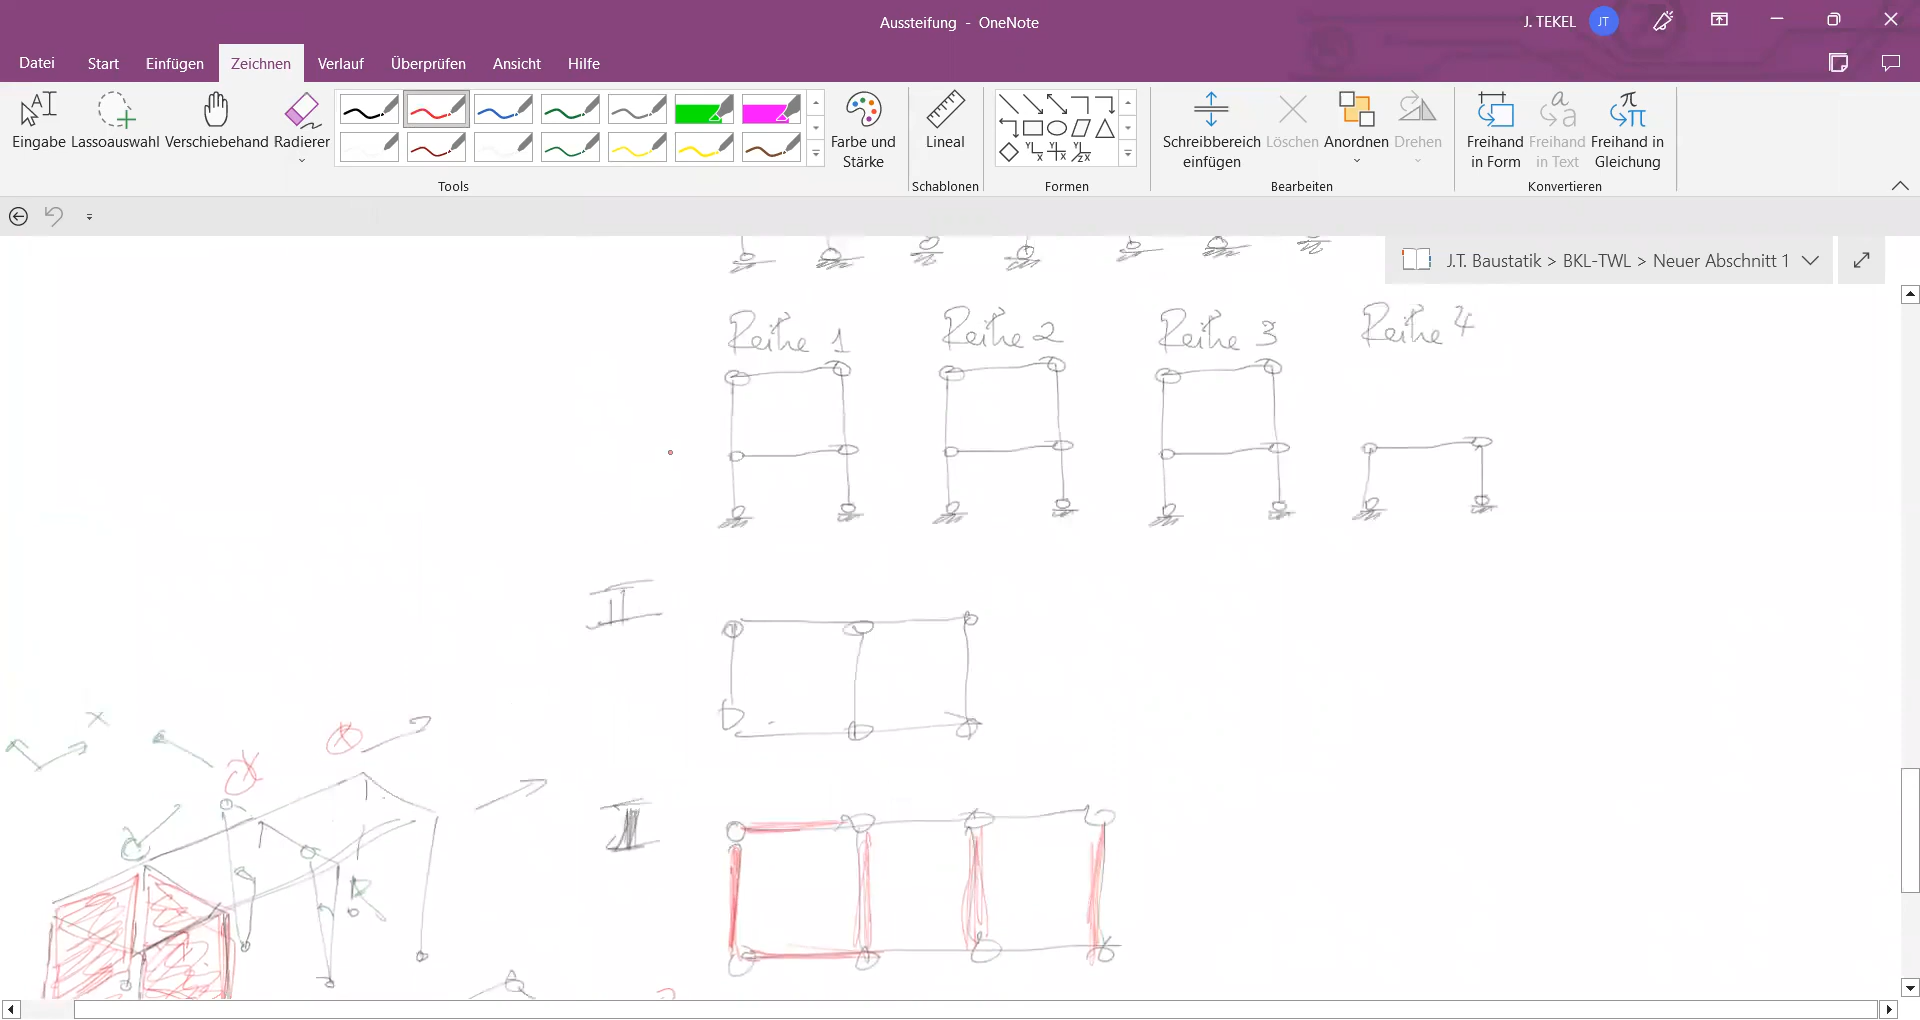 Aussteifung - OneNote
J. TEKEL
JT
Datei Start Einfügen Zeichnen Verlauf Überprüfen Ansicht Hilfe
Eingabe Lassoauswahl Verschiebehand Radierer
Farbe und Stärke
Lineal
Schreibbereich einfügen
Löschen Anordnen Drehen
Freihand in Form
Freihand in Text
Freihand in Gleichung
Tools Schablonen Formen Bearbeiten Konvertieren
J.T. Baustatik > BKL-TWL > Neuer Abschnitt 1
Reihe 1 Reihe 2 Reihe 3 Reihe 4
II
x